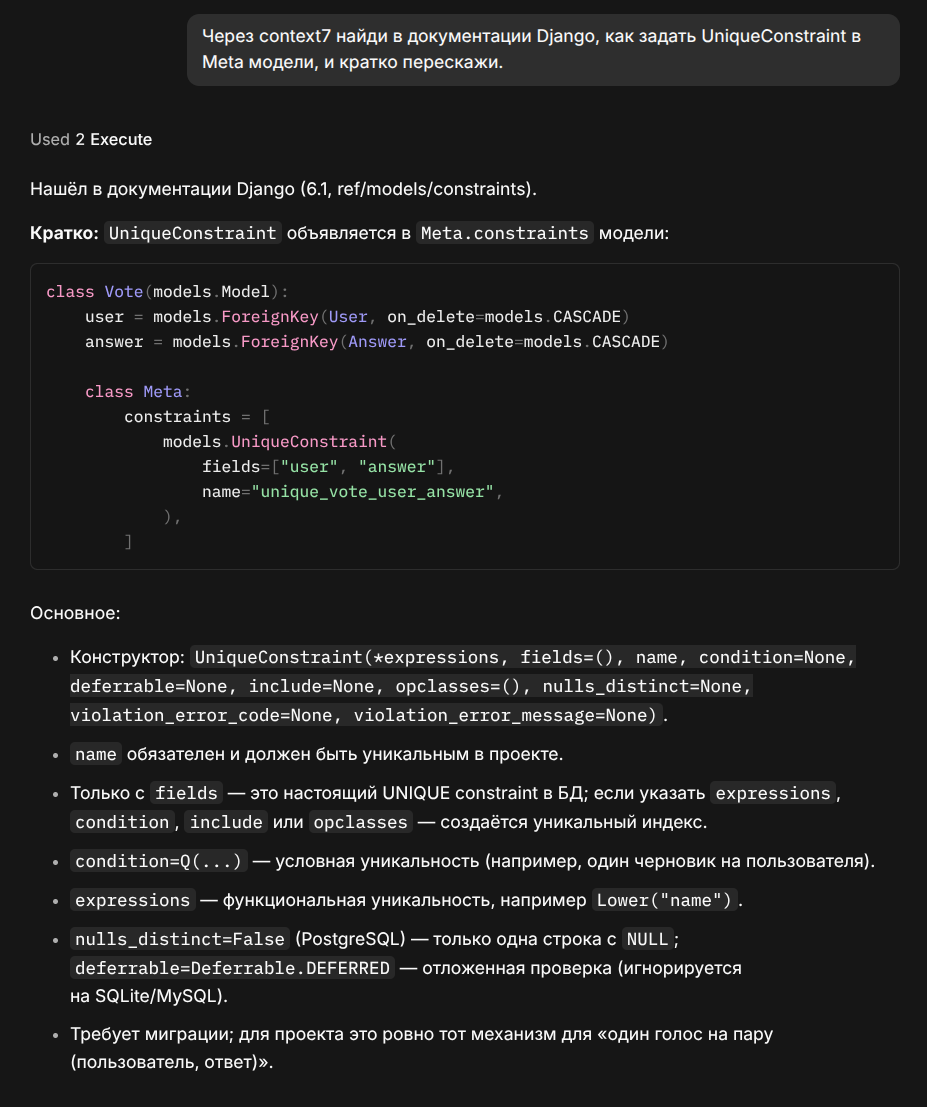 Через context7 найди в документации Django, как задать UniqueConstraint в
Meta модели, и кратко перескажи.
Used 2 Execute
Нашёл в документации Django (6.1, ref/models/constraints).
Кратко: UniqueConstraint объявляется в Meta.constraints модели:
class Vote(models.Model):
    user = models.ForeignKey(User, on_delete=models.CASCADE)
    answer = models.ForeignKey(Answer, on_delete=models.CASCADE)
    class Meta:
        constraints = [
            models.UniqueConstraint(
                fields=["user", "answer"],
                name="unique_vote_user_answer",
            ),
        ]
Основное:
• Конструктор: UniqueConstraint(*expressions, fields=(), name, condition=None,
deferrable=None, include=None, opclasses=(), nulls_distinct=None,
violation_error_code=None, violation_error_message=None).
• name обязателен и должен быть уникальным в проекте.
• Только с fields — это настоящий UNIQUE constraint в БД; если указать expressions,
condition, include или opclasses — создаётся уникальный индекс.
• condition=Q(...) — условная уникальность (например, один черновик на пользователя).
• expressions — функциональная уникальность, например Lower("name").
• nulls_distinct=False (PostgreSQL) — только одна строка с NULL;
deferrable=Deferrable.DEFERRED — отложенная проверка (игнорируется
на SQLite/MySQL).
• Требует миграции; для проекта это ровно тот механизм для «один голос на пару
(пользователь, ответ)».